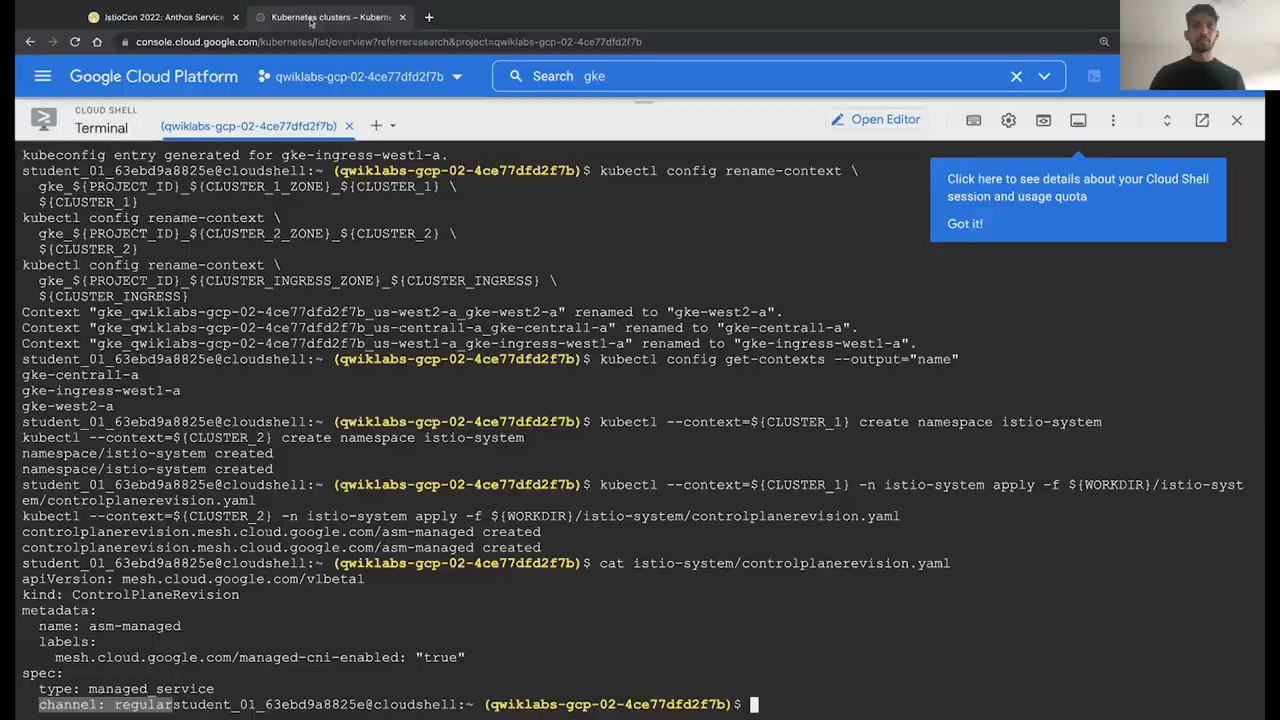 IstioCon 2022: Anthos Service
Kubernetes clusters – Kubern
console.cloud.google.com/kubernetes/list/overview?referrer=search&project=qwiklabs-gcp-02-4ce77dfd2f7b
Google Cloud Platform
qwiklabs-gcp-02-4ce77dfd2f7b
Search gke
CLOUD SHELL
Terminal
(qwiklabs-gcp-02-4ce77dfd2f7b)
Open Editor
Click here to see details about your Cloud Shell
session and usage quota
Got it!
kubeconfig entry generated for gke-ingress-west1-a.
student_01_63ebd9a8825e@cloudshell:~ (qwiklabs-gcp-02-4ce77dfd2f7b)$ kubectl config rename-context \
gke_${PROJECT_ID}_${CLUSTER_1_ZONE}_${CLUSTER_1} \
${CLUSTER_1}
kubectl config rename-context \
gke_${PROJECT_ID}_${CLUSTER_2_ZONE}_${CLUSTER_2} \
${CLUSTER_2}
kubectl config rename-context \
gke_${PROJECT_ID}_${CLUSTER_INGRESS_ZONE}_${CLUSTER_INGRESS} \
${CLUSTER_INGRESS}
Context "gke_qwiklabs-gcp-02-4ce77dfd2f7b_us-west2-a_gke-west2-a" renamed to "gke-west2-a".
Context "gke_qwiklabs-gcp-02-4ce77dfd2f7b_us-central1-a_gke-central1-a" renamed to "gke-central1-a".
Context "gke_qwiklabs-gcp-02-4ce77dfd2f7b_us-west1-a_gke-ingress-west1-a" renamed to "gke-ingress-west1-a".
student_01_63ebd9a8825e@cloudshell:~ (qwiklabs-gcp-02-4ce77dfd2f7b)$ kubectl config get-contexts --output="name"
gke-central1-a
gke-ingress-west1-a
gke-west2-a
student_01_63ebd9a8825e@cloudshell:~ (qwiklabs-gcp-02-4ce77dfd2f7b)$ kubectl --context=${CLUSTER_1} create namespace istio-system
kubectl --context=${CLUSTER_2} create namespace istio-system
namespace/istio-system created
namespace/istio-system created
student_01_63ebd9a8825e@cloudshell:~ (qwiklabs-gcp-02-4ce77dfd2f7b)$ kubectl --context=${CLUSTER_1} -n istio-system apply -f ${WORKDIR}/istio-syst
em/controlplanerevision.yaml
kubectl --context=${CLUSTER_2} -n istio-system apply -f ${WORKDIR}/istio-system/controlplanerevision.yaml
controlplanerevision.mesh.cloud.google.com/asm-managed created
controlplanerevision.mesh.cloud.google.com/asm-managed created
student_01_63ebd9a8825e@cloudshell:~ (qwiklabs-gcp-02-4ce77dfd2f7b)$ cat istio-system/controlplanerevision.yaml
apiVersion: mesh.cloud.google.com/v1beta1
kind: ControlPlaneRevision
metadata:
name: asm-managed
labels:
mesh.cloud.google.com/managed-cni-enabled: "true"
spec:
type: managed_service
channel: regularstudent_01_63ebd9a8825e@cloudshell:~ (qwiklabs-gcp-02-4ce77dfd2f7b)$